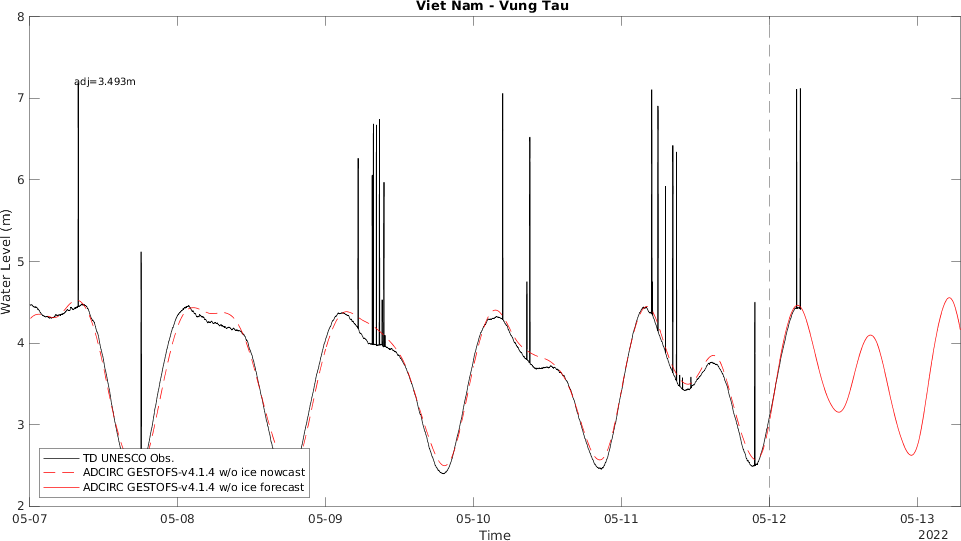 Viet Nam - Vung Tau
8
adj=3.493m
7
6
5
Water Level (m)
4
3
TD UNESCO Obs.
ADCIRC GESTOFS-v4.1.4 w/o ice nowcast
ADCIRC GESTOFS-v4.1.4 w/o ice forecast
2
05-07 05-08 05-09 05-10 05-11 05-12 05-13
Time 2022